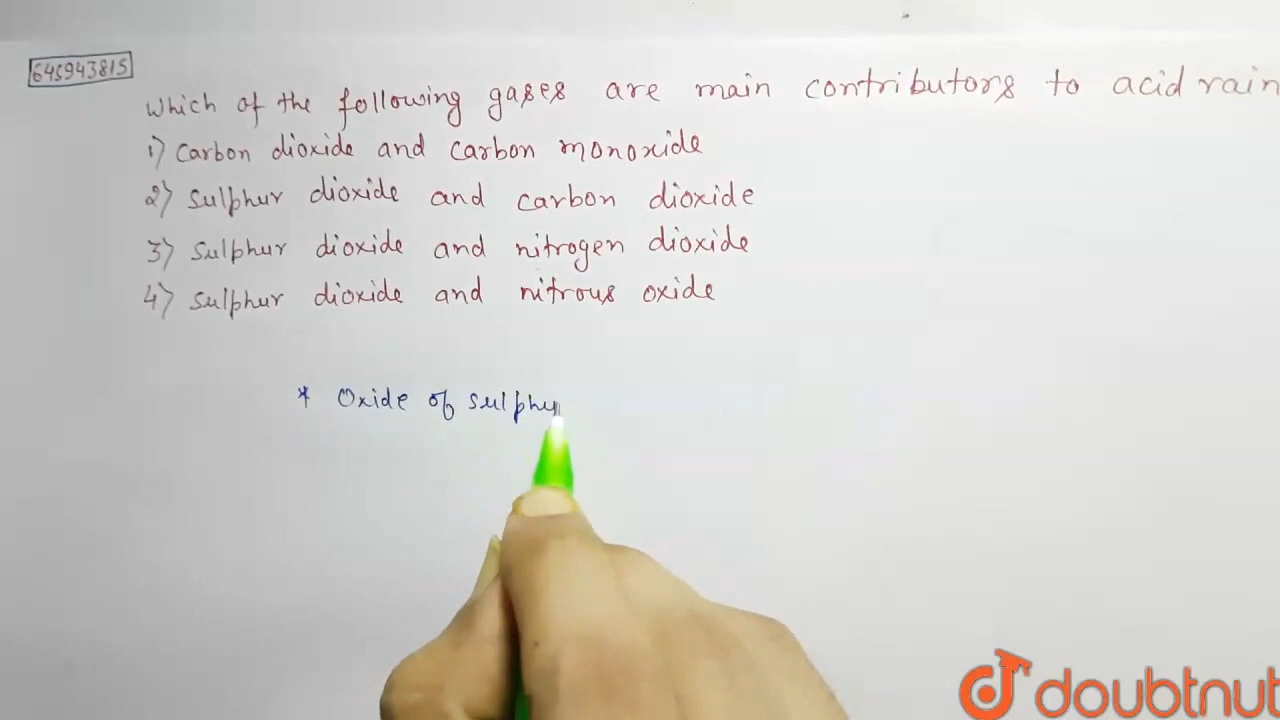 645943815
Which of the following gases are main contributors to acid rain
1) Carbon dioxide and carbon monoxide
2) Sulphur dioxide and carbon dioxide
3) Sulphur dioxide and nitrogen dioxide
4) Sulphur dioxide and nitrous oxide
* Oxide of sulphu
doubtnut